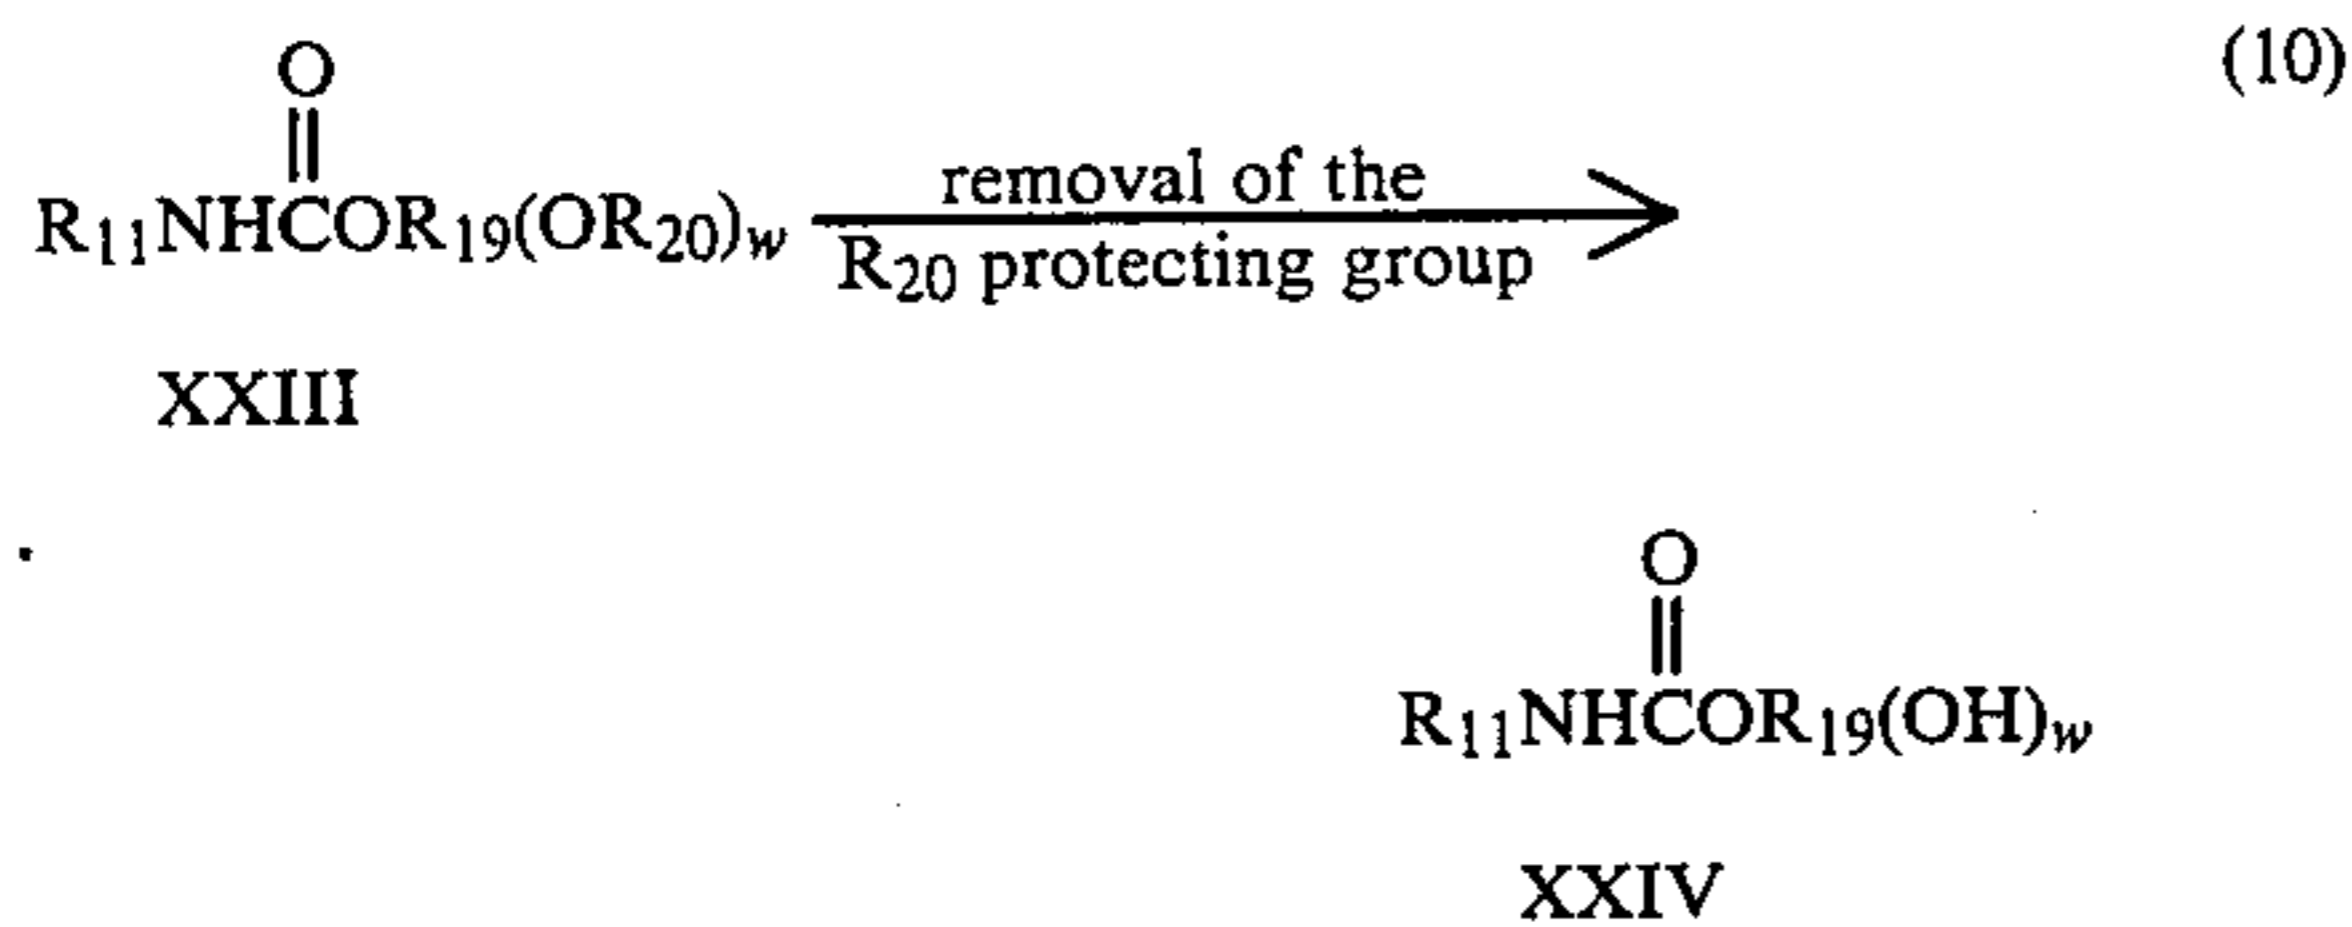 (10)
O
R11NHCOR19(OR20)w
removal of the
R20 protecting group
XXIII
O
R11NHCOR19(OH)w
XXIV